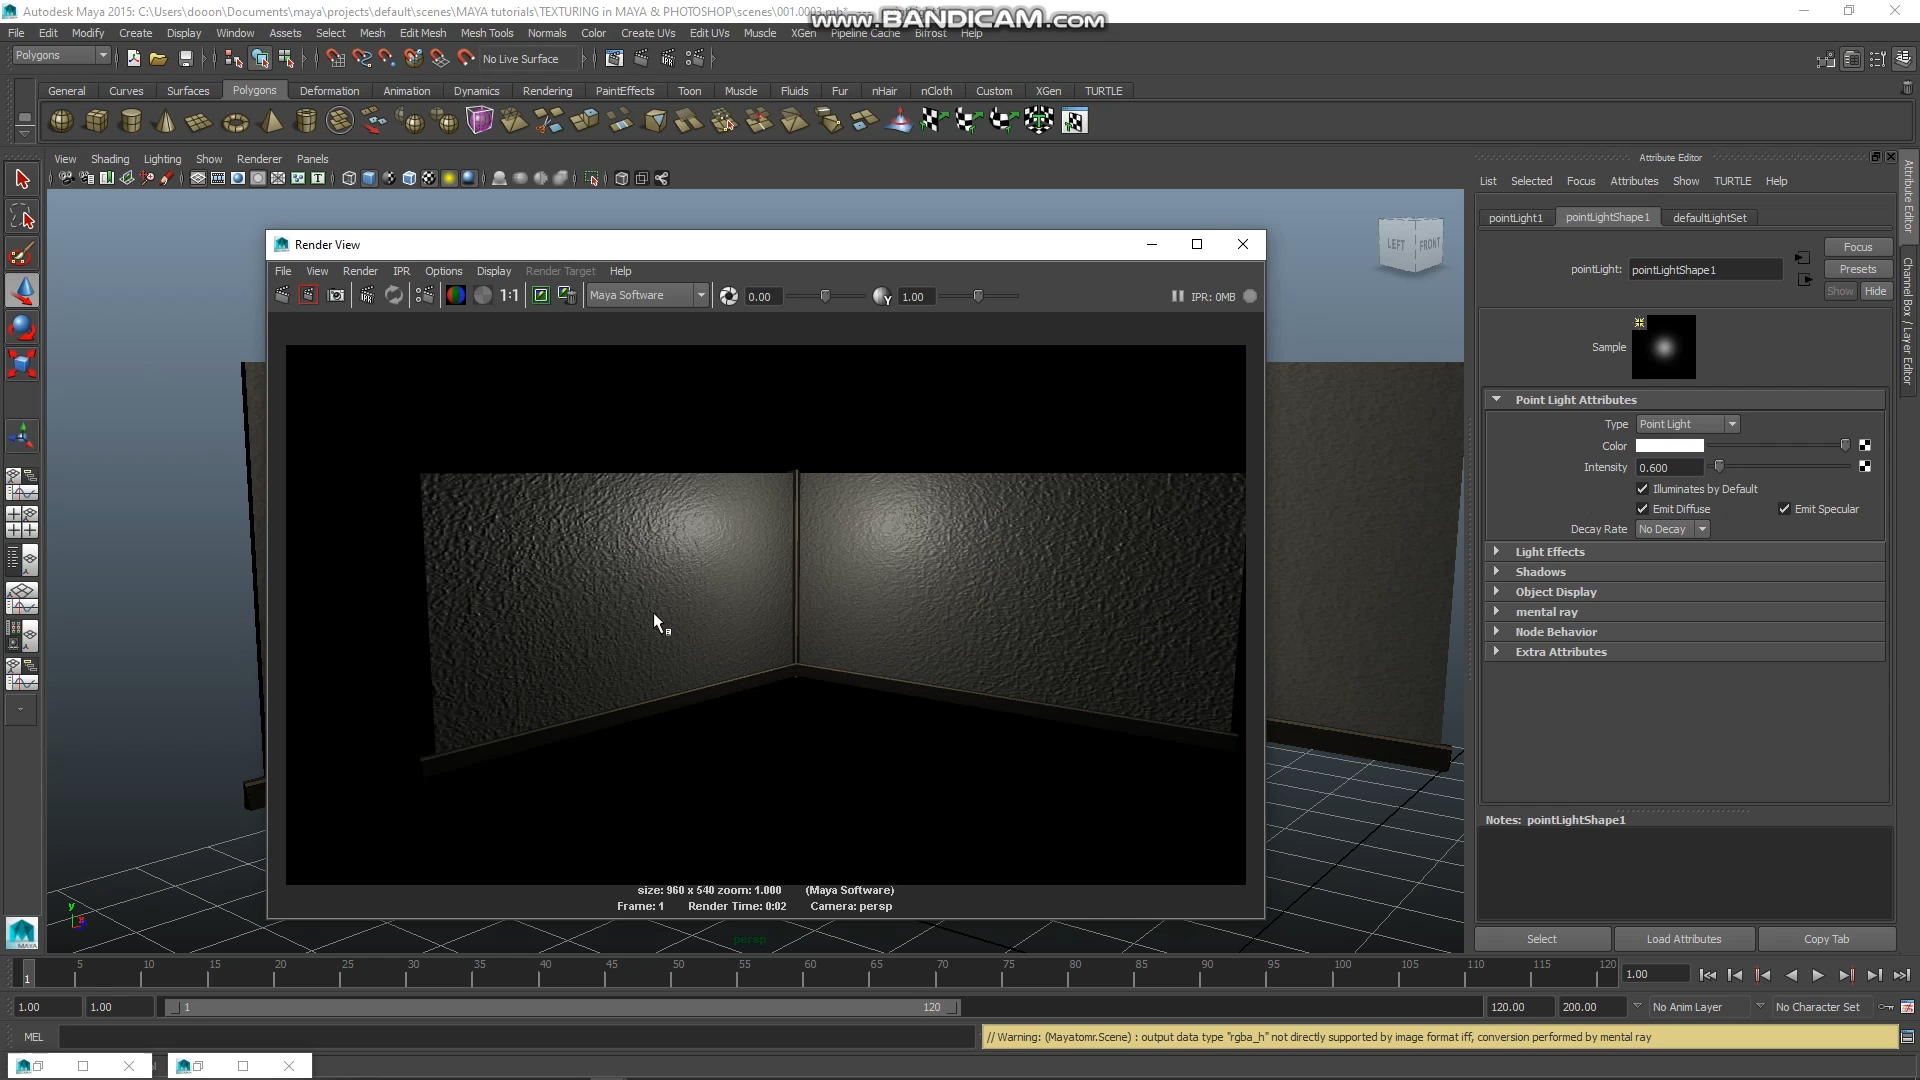 Autodesk Maya 2015: C:\Users\dooon\Documents\maya\projects\default\scenes\MAYA tutorials\TEXTURING in MAYA & PHOTOSHOP\scenes\001.0003.mb*
www.BANDICAM.com
File Edit Modify Create Display Window Assets Select Mesh Edit Mesh Mesh Tools Normals Color Create UVs Edit UVs Muscle XGen Pipeline Cache Bifrost Help
Polygons No Live Surface
General Curves Surfaces Polygons Deformation Animation Dynamics Rendering PaintEffects Toon Muscle Fluids Fur nHair nCloth Custom XGen TURTLE
View Shading Lighting Show Renderer Panels
Attribute Editor
List Selected Focus Attributes Show TURTLE Help
pointLight1 pointLightShape1 defaultLightSet
Focus
pointLight: pointLightShape1 Presets
Show Hide
Sample
Point Light Attributes
Type Point Light
Color
Intensity 0.600
Illuminates by Default
Emit Diffuse Emit Specular
Decay Rate No Decay
Light Effects
Shadows
Object Display
mental ray
Node Behavior
Extra Attributes
Notes: pointLightShape1
Select Load Attributes Copy Tab
Attribute Editor
Channel Box / Layer Editor
LEFT FRONT
Render View
File View Render IPR Options Display Render Target Help
1:1 Maya Software 0.00 1.00 IPR: 0MB
size: 960 x 540 zoom: 1.000 (Maya Software)
Frame: 1 Render Time: 0:02 Camera: persp
persp
y
MAYA
1 5 10 15 20 25 30 35 40 45 50 55 60 65 70 75 80 85 90 95 100 105 110 115 120 1.00
1.00 1.00 1 120 120.00 200.00 No Anim Layer No Character Set
MEL // Warning: (Mayatomr.Scene) : output data type "rgba_h" not directly supported by image format iff, conversion performed by mental ray